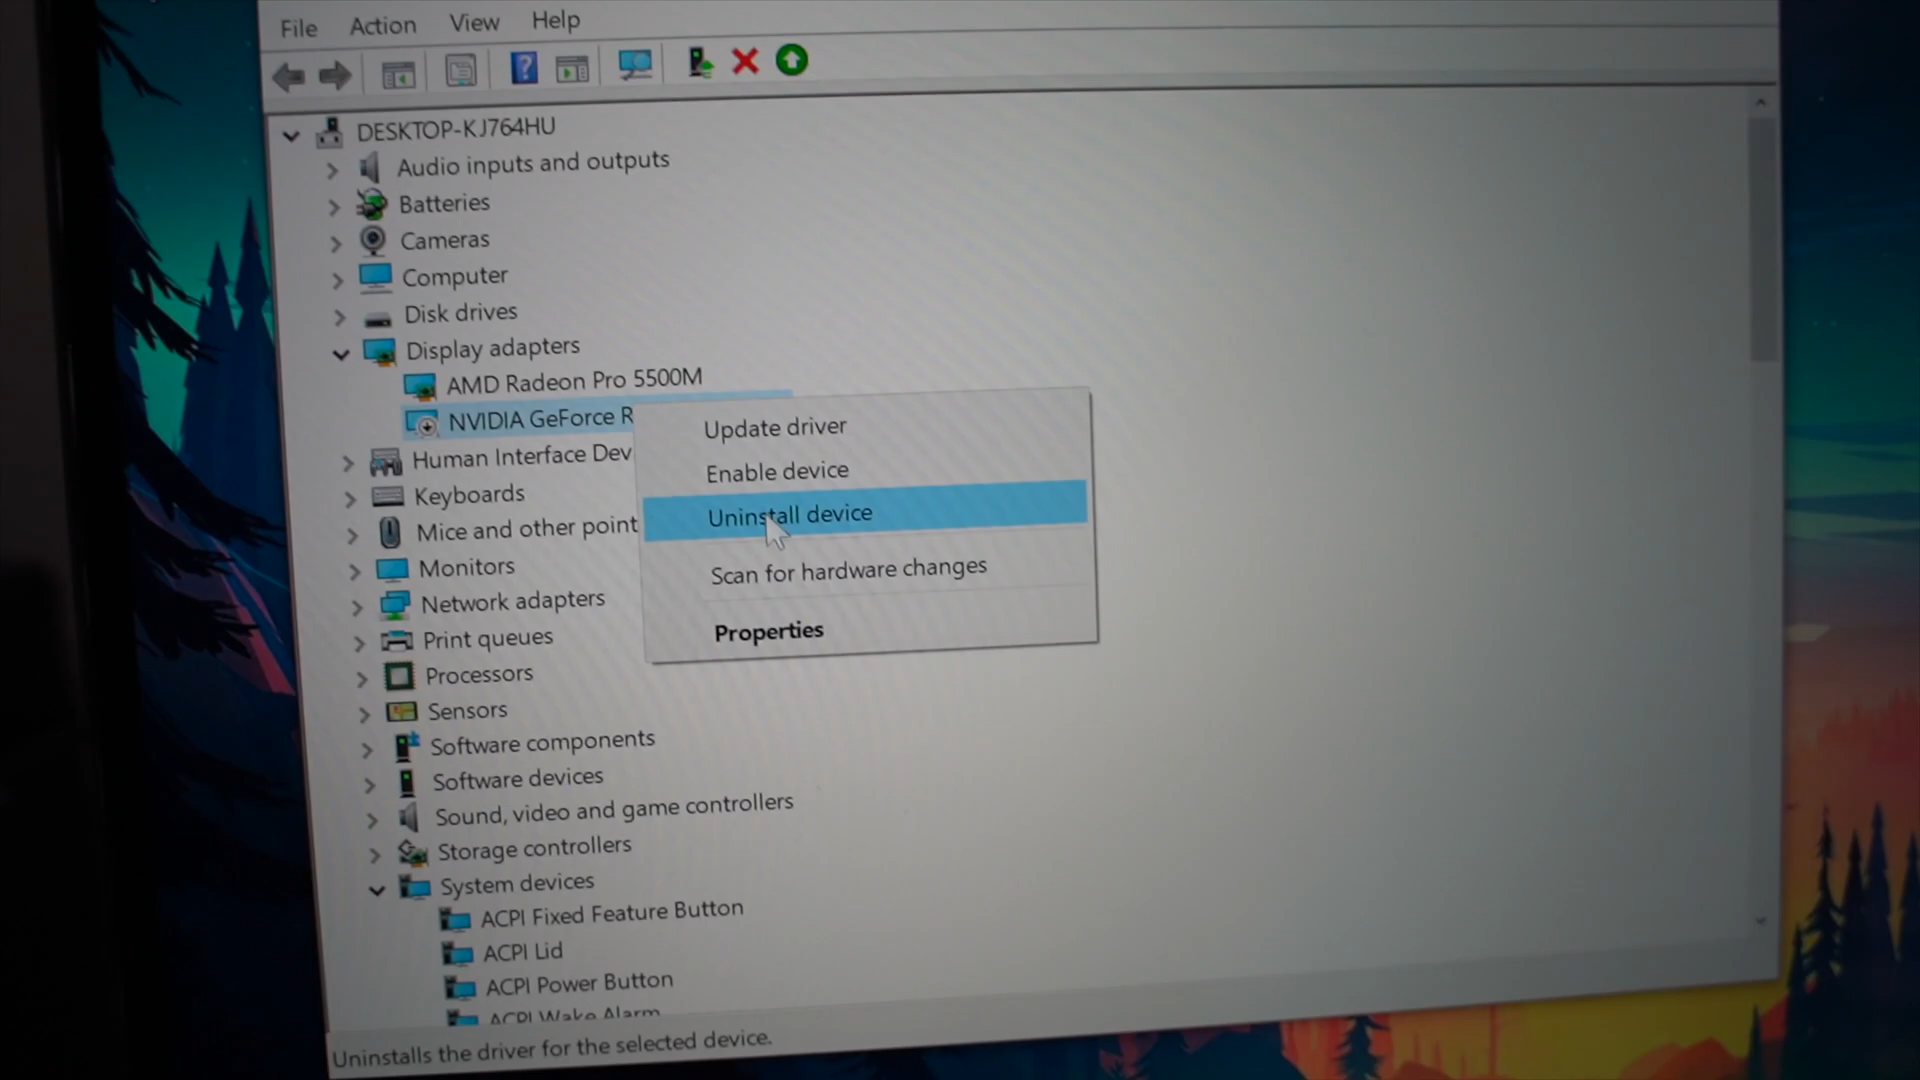 File Action View Help
DESKTOP-KJ764HU
Audio inputs and outputs
Batteries
Cameras
Computer
Disk drives
Display adapters
AMD Radeon Pro 5500M
NVIDIA GeForce R
Human Interface Dev
Keyboards
Mice and other point
Monitors
Network adapters
Print queues
Processors
Sensors
Software components
Software devices
Sound, video and game controllers
Storage controllers
System devices
ACPI Fixed Feature Button
ACPI Lid
ACPI Power Button
ACPI Wake Alarm
Update driver
Enable device
Uninstall device
Scan for hardware changes
Properties
Uninstalls the driver for the selected device.